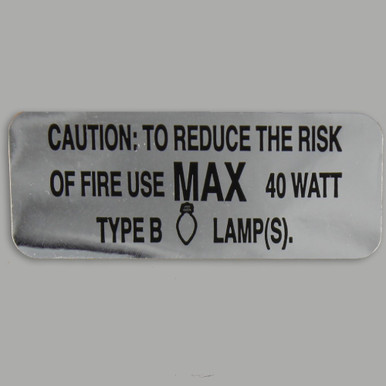 CAUTION: TO REDUCE THE RISK
OF FIRE USE MAX 40 WATT
TYPE B LAMP(S).